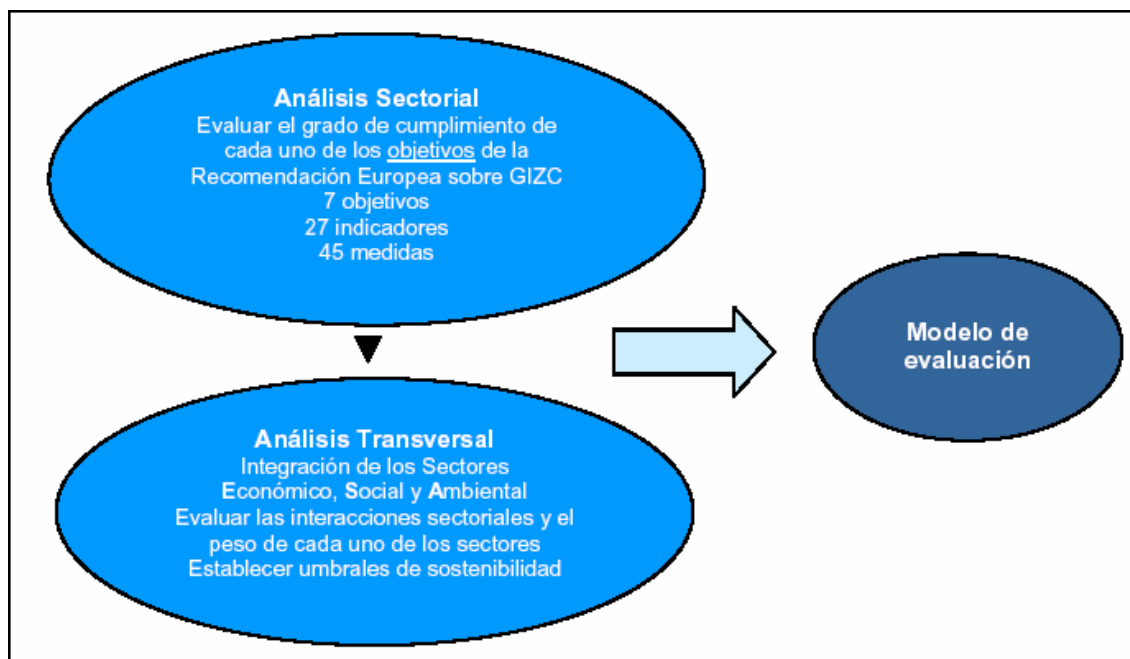 Análisis Sectorial
Evaluar el grado de cumplimiento de
cada uno de los objetivos de la
Recomendación Europea sobre GIZC
7 objetivos
27 indicadores
45 medidas
Análisis Transversal
Integración de los Sectores
Económico, Social y Ambiental
Evaluar las interacciones sectoriales y el
peso de cada uno de los sectores
Establecer umbrales de sostenibilidad
Modelo de
evaluación